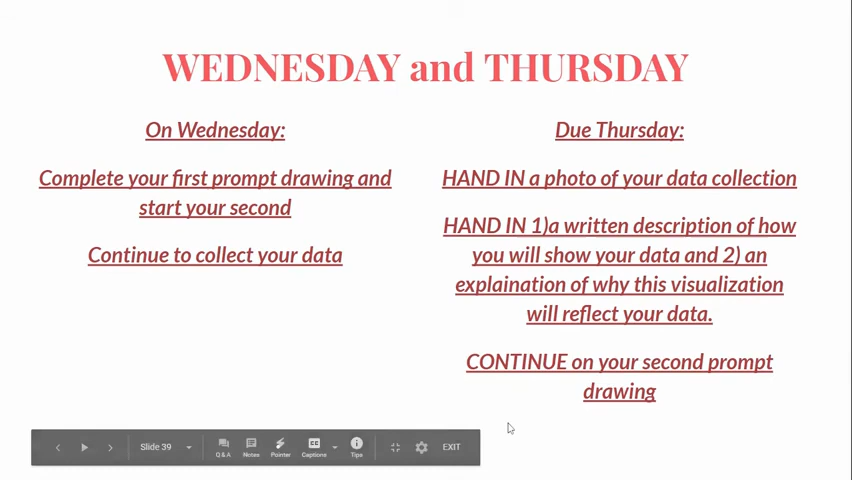 WEDNESDAY and THURSDAY
On Wednesday:
Complete your first prompt drawing and
start your second
Continue to collect your data
Due Thursday:
HAND IN a photo of your data collection
HAND IN 1)a written description of how
you will show your data and 2) an
explaination of why this visualization
will reflect your data.
CONTINUE on your second prompt
drawing
Slide 39
Q & A
Notes
Pointer
CC
Captions
Tips
EXIT